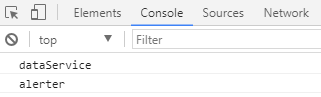 Elements Console Sources Network
top Filter
dataService
alerter